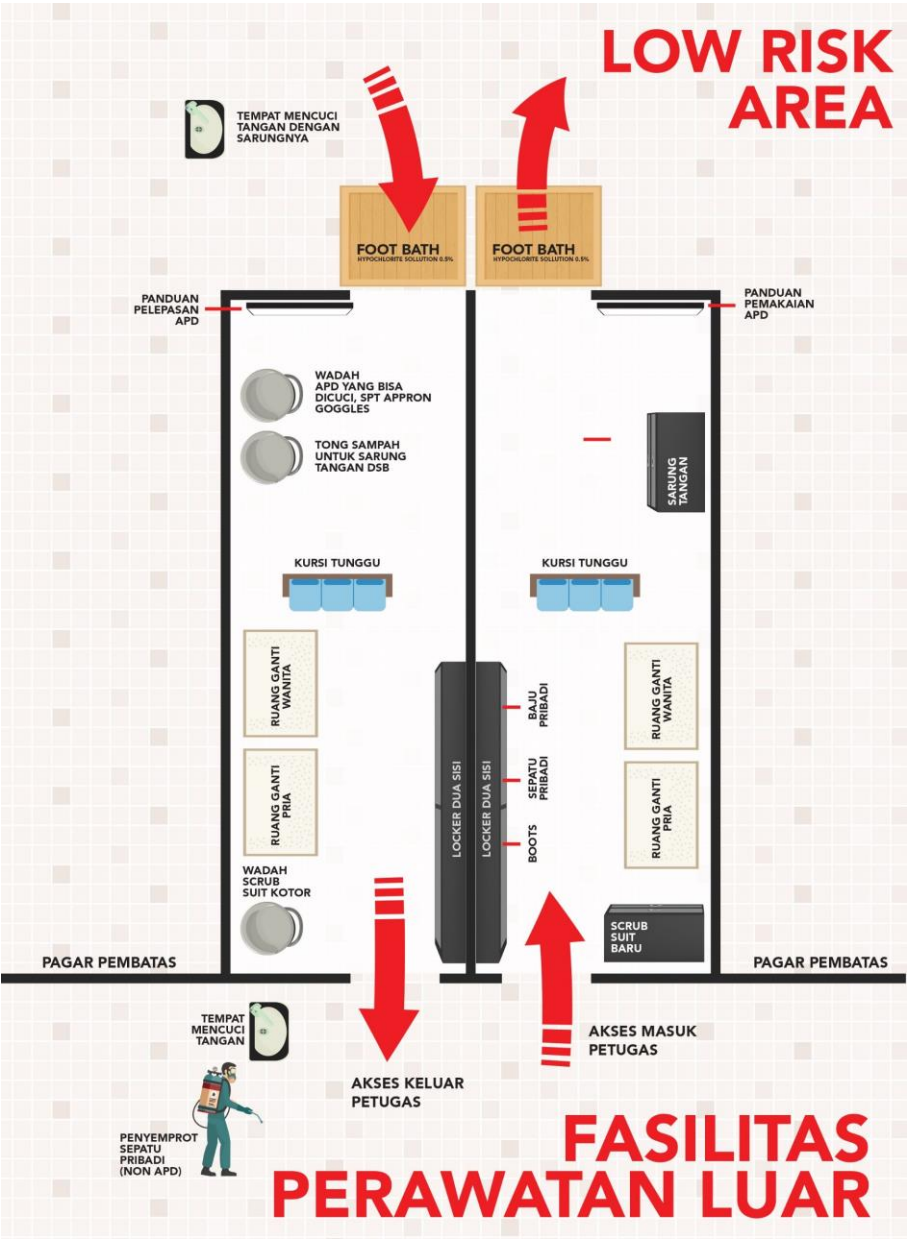 LOW RISK
AREA
TEMPAT MENCUCI
TANGAN DENGAN
SARUNGNYA
FOOT BATH
HYPOCHLORITE SOLLUTION 0.5%
FOOT BATH
HYPOCHLORITE SOLLUTION 0.5%
PANDUAN
PELEPASAN
APD
PANDUAN
PEMAKAIAN
APD
WADAH
APD YANG BISA
DICUCI, SPT APPRON
GOGGLES
TONG SAMPAH
UNTUK SARUNG
TANGAN DSB
SARUNG
TANGAN
KURSI TUNGGU
KURSI TUNGGU
RUANG GANTI
WANITA
RUANG GANTI
PRIA
LOCKER DUA SISI
LOCKER DUA SISI
BAJU
PRIBADI
SEPATU
PRIBADI
BOOTS
RUANG GANTI
WANITA
RUANG GANTI
PRIA
WADAH
SCRUB
SUIT KOTOR
SCRUB
SUIT
BARU
PAGAR PEMBATAS
PAGAR PEMBATAS
TEMPAT
MENCUCI
TANGAN
AKSES MASUK
PETUGAS
AKSES KELUAR
PETUGAS
PENYEMPROT
SEPATU
PRIBADI
(NON APD)
FASILITAS
PERAWATAN LUAR